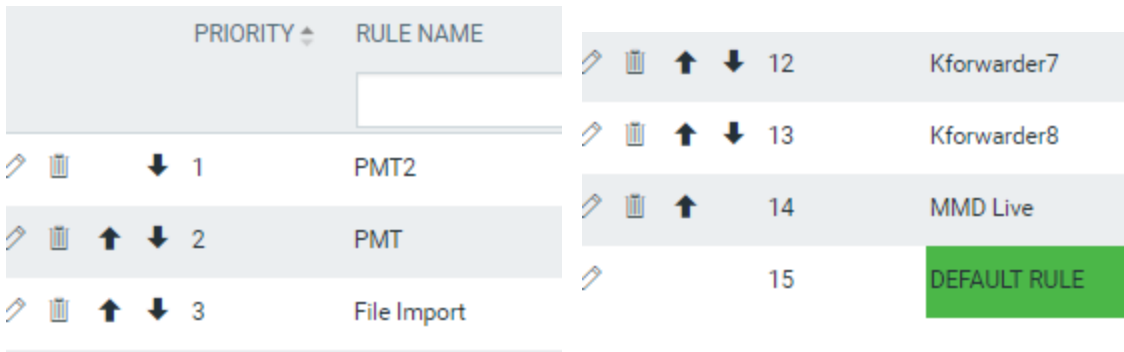 PRIORITY RULE NAME
1 PMT2
2 PMT
3 File Import
12 Kforwarder7
13 Kforwarder8
14 MMD Live
15 DEFAULT RULE